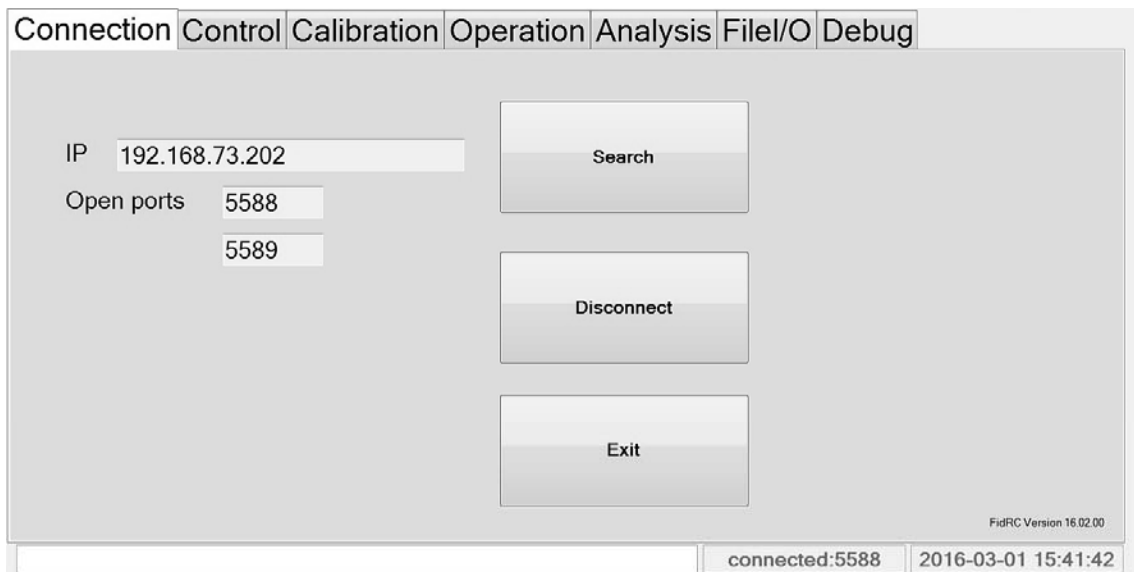 Connection Control Calibration Operation Analysis FileI/O Debug
IP 192.168.73.202
Search
Open ports 5588
5589
Disconnect
Exit
FidRC Version 16.02.00
connected:5588 2016-03-01 15:41:42